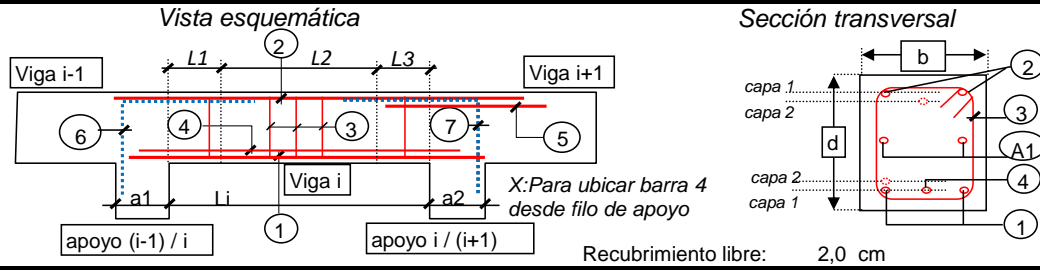 Vista esquemática
Sección transversal
2
L1
L2
L3
Viga i-1
Viga i+1
6
4
3
7
5
Viga i
a1
Li
a2
X:Para ubicar barra 4
desde filo de apoyo
1
apoyo (i-1) / i
apoyo i / (i+1)
b
2
capa 1
capa 2
3
d
A1
capa 2
capa 1
4
1
Recubrimiento libre: 2,0 cm